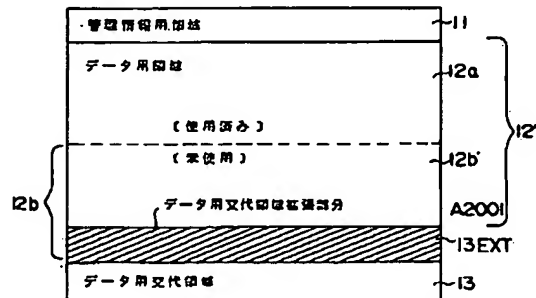 管理情報用領域
11
データ用領域
12a
(使用済み)
12'
(未使用)
12b'
12b
データ用交代領域拡張部分
A2001
13EXT
データ用交代領域
13